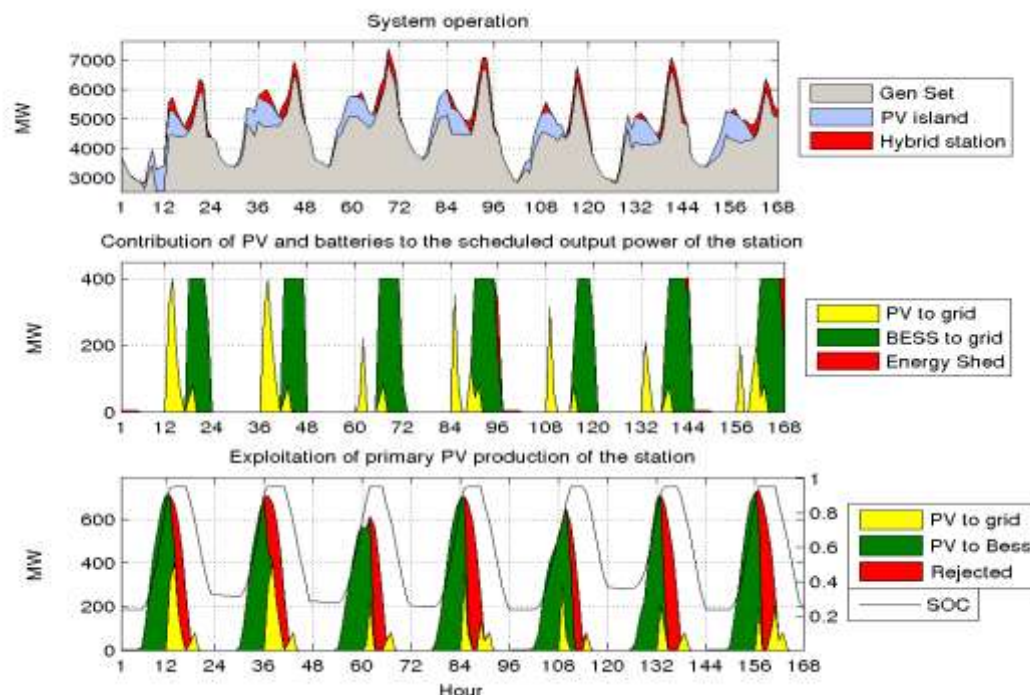 System operation
MW
7000
6000
5000
4000
3000
1 12 24 36 48 60 72 84 96 108 120 132 144 156 168
Gen Set
PV island
Hybrid station
Contribution of PV and batteries to the scheduled output power of the station
MW
400
200
0
1 12 24 36 48 60 72 84 96 108 120 132 144 156 168
PV to grid
BESS to grid
Energy Shed
Exploitation of primary PV production of the station
MW
600
400
200
0
1
0.8
0.6
0.4
0.2
1 12 24 36 48 60 72 84 96 108 120 132 144 156 168
Hour
PV to grid
PV to Bess
Rejected
SOC